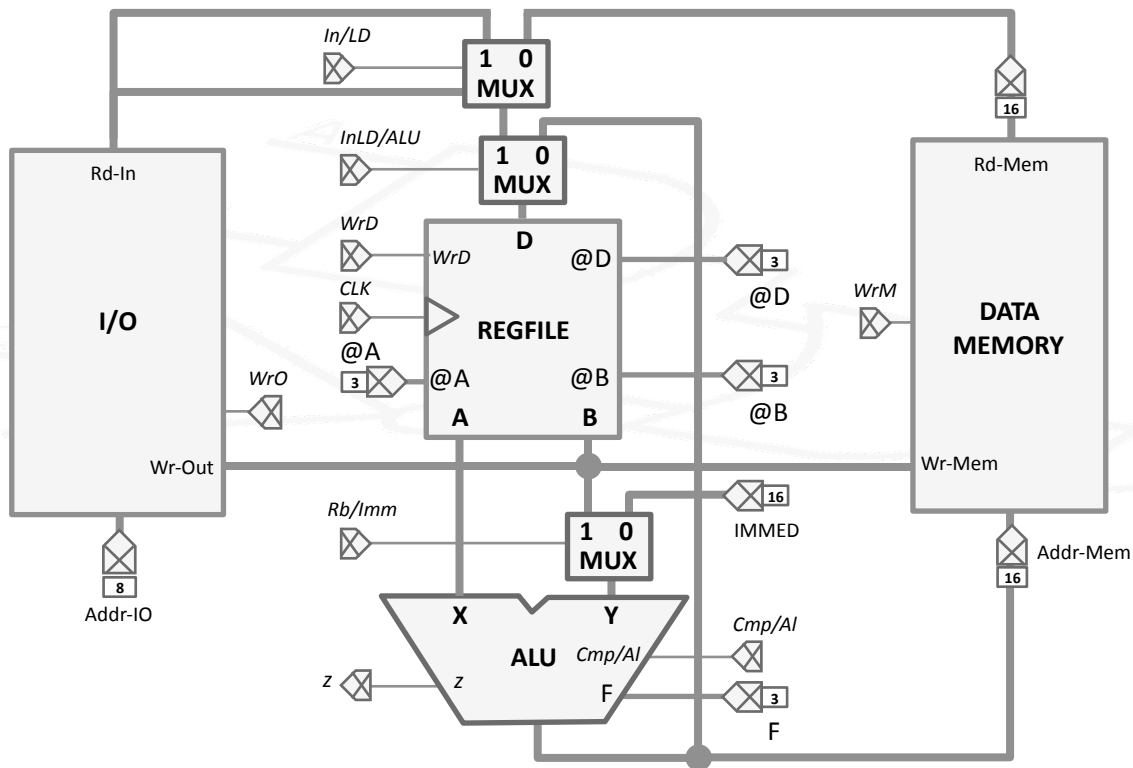 In/LD
1 0
MUX
16
InLD/ALU
1 0
MUX
Rd-In
Rd-Mem
WrD
D
WrD
@D
3
@D
CLK
WrM
I/O
REGFILE
DATA
MEMORY
@A
3
@A
@B
3
@B
WrO
A
B
Wr-Out
Wr-Mem
Rb/Imm
1 0
MUX
16
IMMED
8
Addr-IO
Addr-Mem
16
X
Y
ALU
Cmp/Al
Cmp/Al
z
z
F
3
F